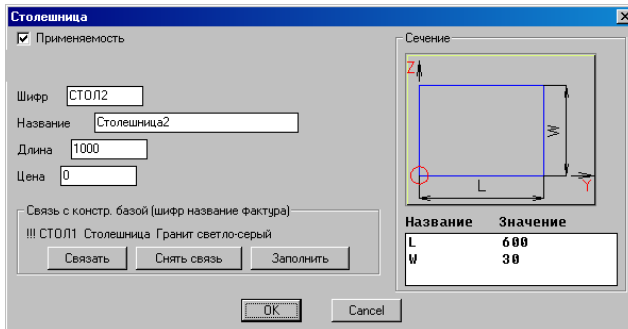 Столешница
Применяемость
Шифр СТОЛ2
Название Столешница2
Длина 1000
Цена 0
Связь с констр. базой (шифр название фактура)
!!! СТОЛ1 Столешница Гранит светло-серый
Связать Снять связь Заполнить
Сечение
Z
W
L
Y
Название Значение
L 600
W 30
OK Cancel